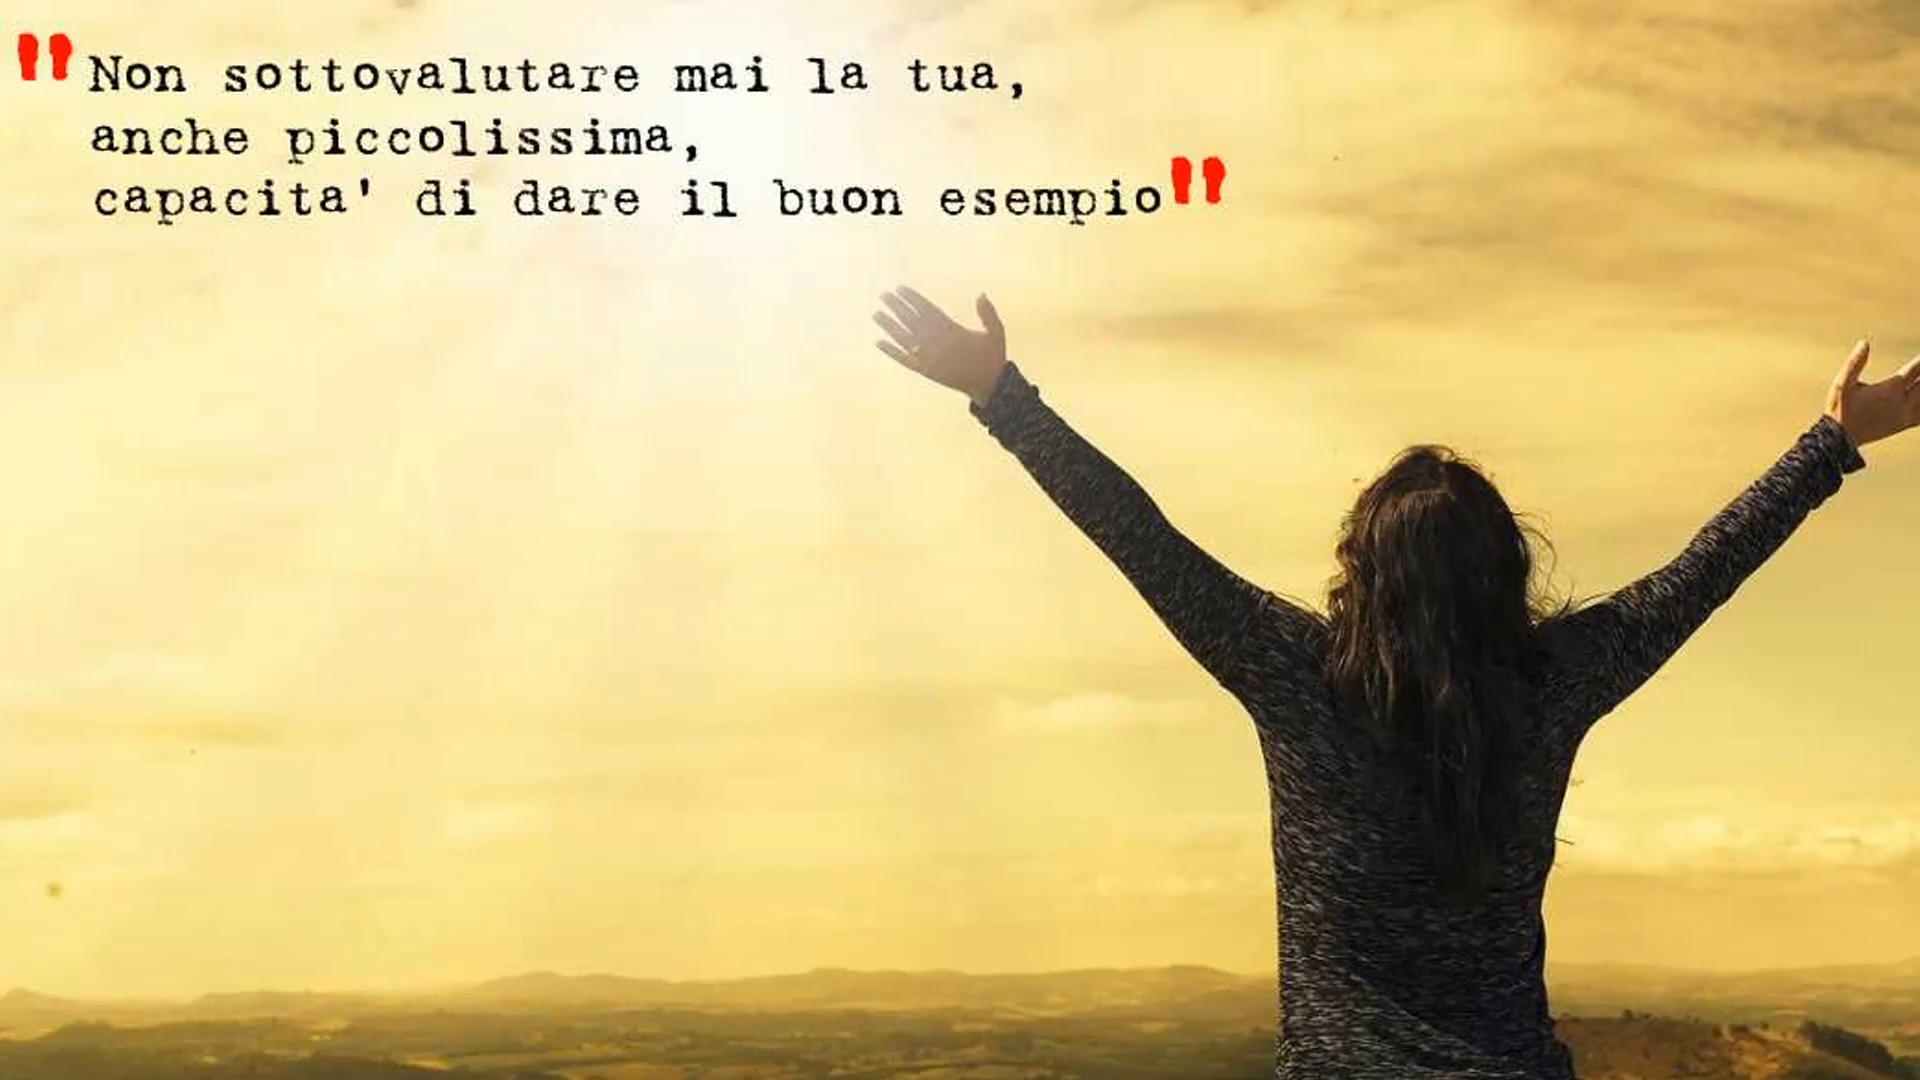 "Non sottovalutare mai la tua,
anche piccolissima,
capacita' di dare il buon esempio"